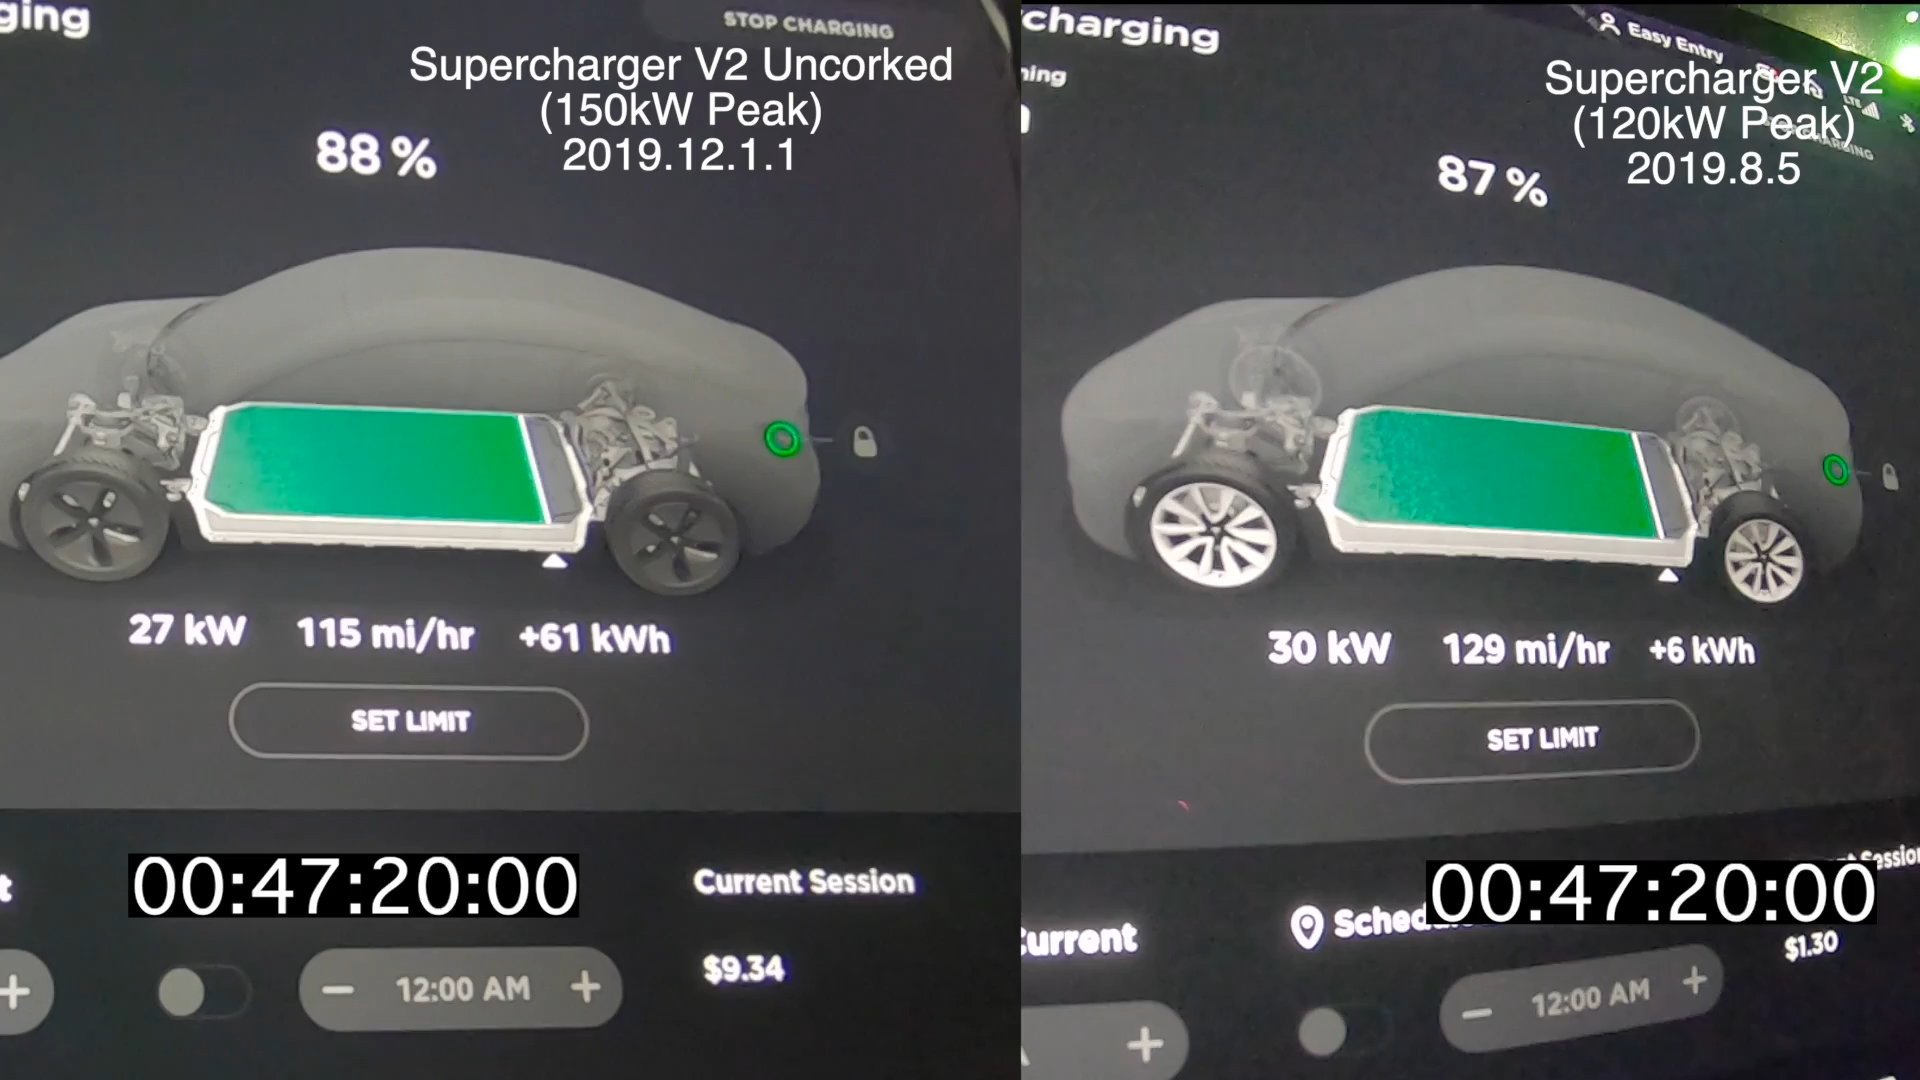 ging
STOP CHARGING
Supercharger V2 Uncorked
(150kW Peak)
2019.12.1.1
88%
27 kW 115 mi/hr +61 kWh
SET LIMIT
00:47:20:00
Current Session
$9.34
t
+
− 12:00 AM +
charging
Easy Entry
ning
LTE
Supercharger V2
(120kW Peak)
2019.8.5
87%
30 kW 129 mi/hr +6 kWh
SET LIMIT
00:47:20:00
Sched
$1.30
urrent
+
− 12:00 AM +